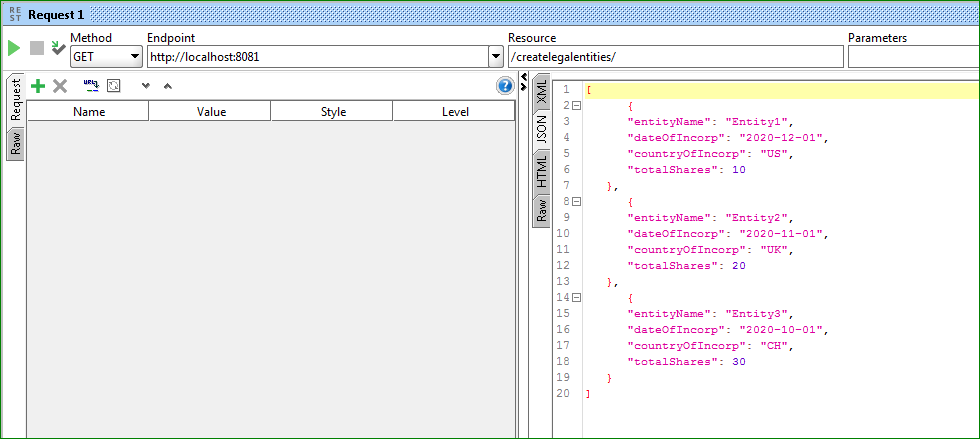 RE
ST
Request 1
Method
Endpoint
Resource
Parameters
GET
http://localhost:8081
/createlegalentities/
Request
Raw
Name Value Style Level
XML
JSON
HTML
Raw
1 [
2 {
3 "entityName": "Entity1",
4 "dateOfIncorp": "2020-12-01",
5 "countryOfIncorp": "US",
6 "totalShares": 10
7 },
8 {
9 "entityName": "Entity2",
10 "dateOfIncorp": "2020-11-01",
11 "countryOfIncorp": "UK",
12 "totalShares": 20
13 },
14 {
15 "entityName": "Entity3",
16 "dateOfIncorp": "2020-10-01",
17 "countryOfIncorp": "CH",
18 "totalShares": 30
19 }
20 ]